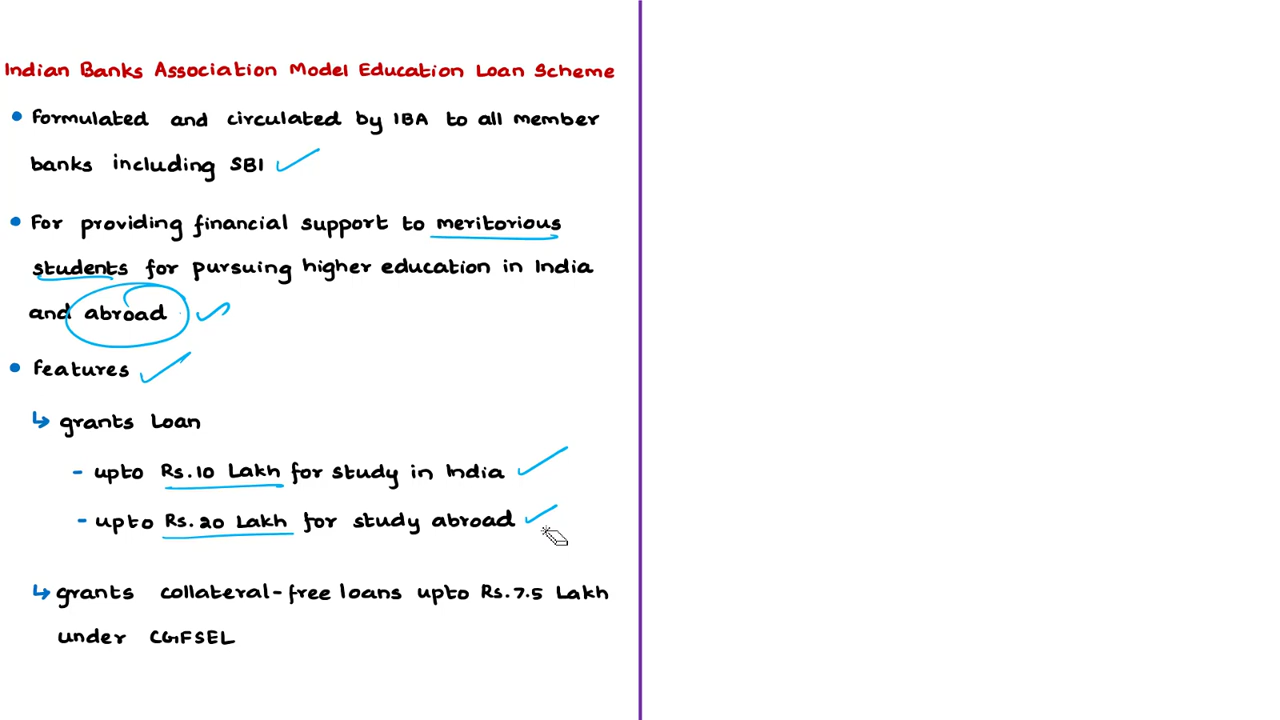 Indian Banks Association Model Education Loan Scheme
• formulated and circulated by IBA to all member
banks including SBI
• For providing financial support to meritorious
students for pursuing higher education in India
and abroad
• features
↳ grants Loan
- upto Rs.10 Lakh for study in India
- upto Rs.20 Lakh for study abroad
↳ grants collateral-free loans upto Rs.7.5 Lakh
under CGFSEL